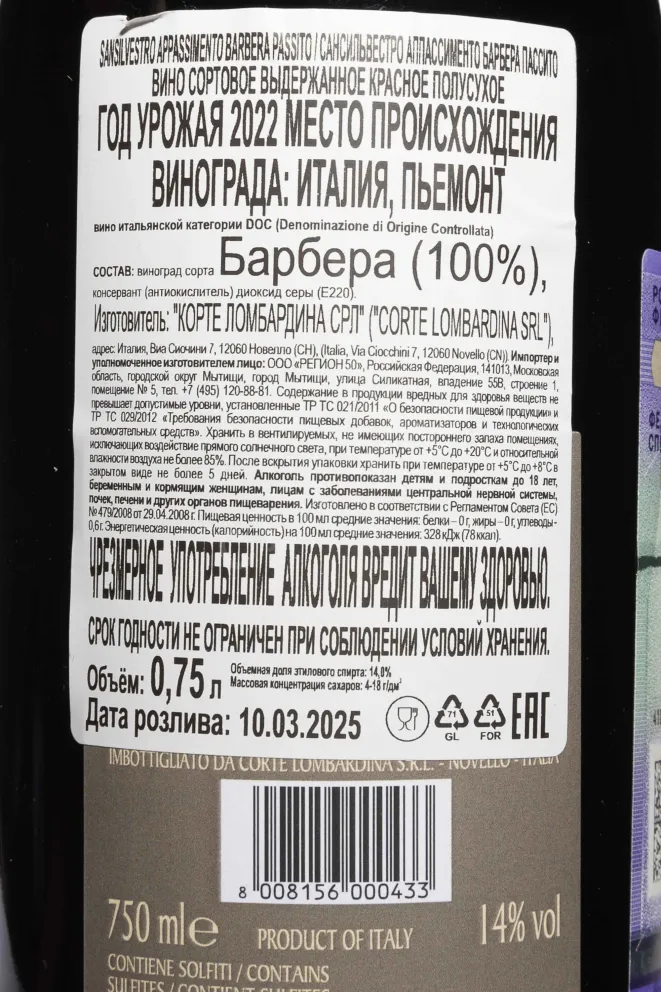 SANSILVESTRO APPASSIMENTO BARBERA PASSITO / САНСИЛЬВЕСТРО АППАССИМЕНТО БАРБЕРА ПАССИТО
ВИНО СОРТОВОЕ ВЫДЕРЖАННОЕ КРАСНОЕ ПОЛУСУХОЕ
ГОД УРОЖАЯ 2022 МЕСТО ПРОИСХОЖДЕНИЯ
ВИНОГРАДА: ИТАЛИЯ, ПЬЕМОНТ
вино итальянской категории DOC (Denominazione di Origine Controllata)
СОСТАВ: виноград сорта Барбера (100%),
консервант (антиокислитель) диоксид серы (Е220).
Изготовитель: "КОРТЕ ЛОМБАРДИНА СРЛ" ("CORTE LOMBARDINA SRL"),
адрес: Италия, Виа Сиочини 7, 12060 Новелло (CH), (Italia, Via Ciocchini 7, 12060 Novello (CN)) Импортер и
уполномоченное изготовителем лицо: ООО «РЕГИОН 50», Российская Федерация, 141013, Московская
область, городской округ Мытищи, город Мытищи, улица Силикатная, владение 55В, строение 1,
помещение № 5, тел. +7 (495) 120-88-81. Содержание в продукции вредных для здоровья веществ не
превышает допустимые уровни, установленные ТР ТС 021/2011 «О безопасности пищевой продукции» и
ТР ТС 029/2012 «Требования безопасности пищевых добавок, ароматизаторов и технологических
вспомогательных средств». Хранить в вентилируемых, не имеющих постороннего запаха помещениях,
исключающих воздействие прямого солнечного света, при температуре от +5°С до +20°С и относительной
влажности воздуха не более 85%. После вскрытия упаковки хранить при температуре от +5°С до +8°С в
закрытом виде не более 5 дней. Алкоголь противопоказан детям и подросткам до 18 лет,
беременным и кормящим женщинам, лицам с заболеваниями центральной нервной системы,
почек, печени и других органов пищеварения. Изготовлено в соответствии с Регламентом Совета (ЕС)
№ 479/2008 от 29.04.2008 г. Пищевая ценность в 100 мл средние значения: белки – 0 г, жиры – 0 г, углеводы -
0,6 г. Энергетическая ценность (калорийность) на 100 мл средние значения: 328 кДж (78 ккал).
ЧРЕЗМЕРНОЕ УПОТРЕБЛЕНИЕ АЛКОГОЛЯ ВРЕДИТ ВАШЕМУ ЗДОРОВЬЮ.
СРОК ГОДНОСТИ НЕ ОГРАНИЧЕН ПРИ СОБЛЮДЕНИИ УСЛОВИЙ ХРАНЕНИЯ.
Объём: 0,75 л
Объемная доля этилового спирта: 14,0%
Массовая концентрация сахаров: 4-18 г/дм³
Дата розлива: 10.03.2025
71
GL
51
FOR
EAC
IMBOTTIGLIATO DA CORTE LOMBARDINA S.R.L. - NOVELLO - ITALIA
8 008156 000433
750 ml e
PRODUCT OF ITALY
14% vol
CONTIENE SOLFITI / CONTAINS
SULFITES / CONTIENT SULFITES